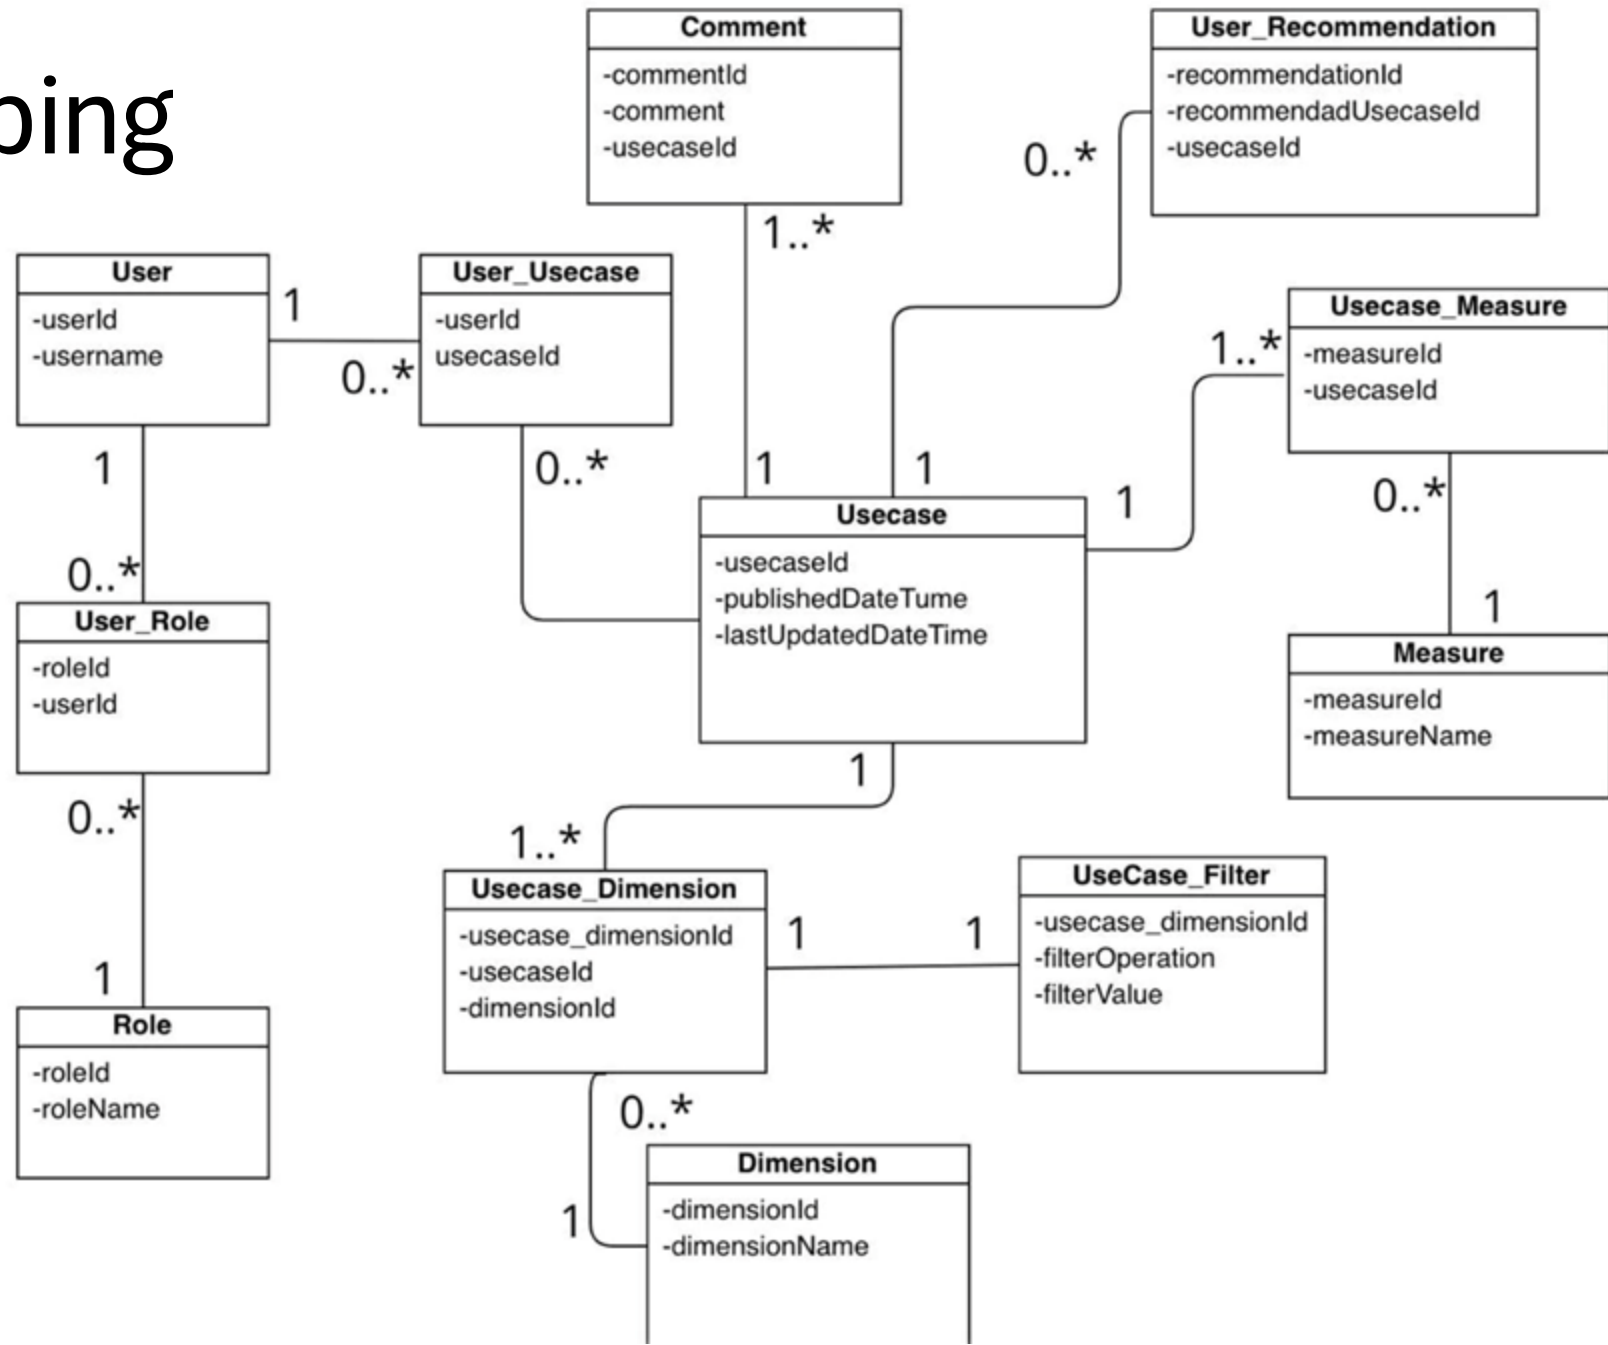 ping
Comment
-commentId
-comment
-usecaseId
1..*
1
User_Recommendation
-recommendationId
-recommendadUsecaseId
-usecaseId
0..*
1
User
-userId
-username
1
0..*
User_Usecase
-userId
usecaseId
0..*
Usecase_Measure
-measureId
-usecaseId
1..*
1
0..*
1
1
0..*
Usecase
-usecaseId
-publishedDateTume
-lastUpdatedDateTime
User_Role
-roleId
-userId
0..*
1
Measure
-measureId
-measureName
1
1..*
Usecase_Dimension
-usecase_dimensionId
-usecaseId
-dimensionId
1
1
UseCase_Filter
-usecase_dimensionId
-filterOperation
-filterValue
Role
-roleId
-roleName
0..*
1
Dimension
-dimensionId
-dimensionName